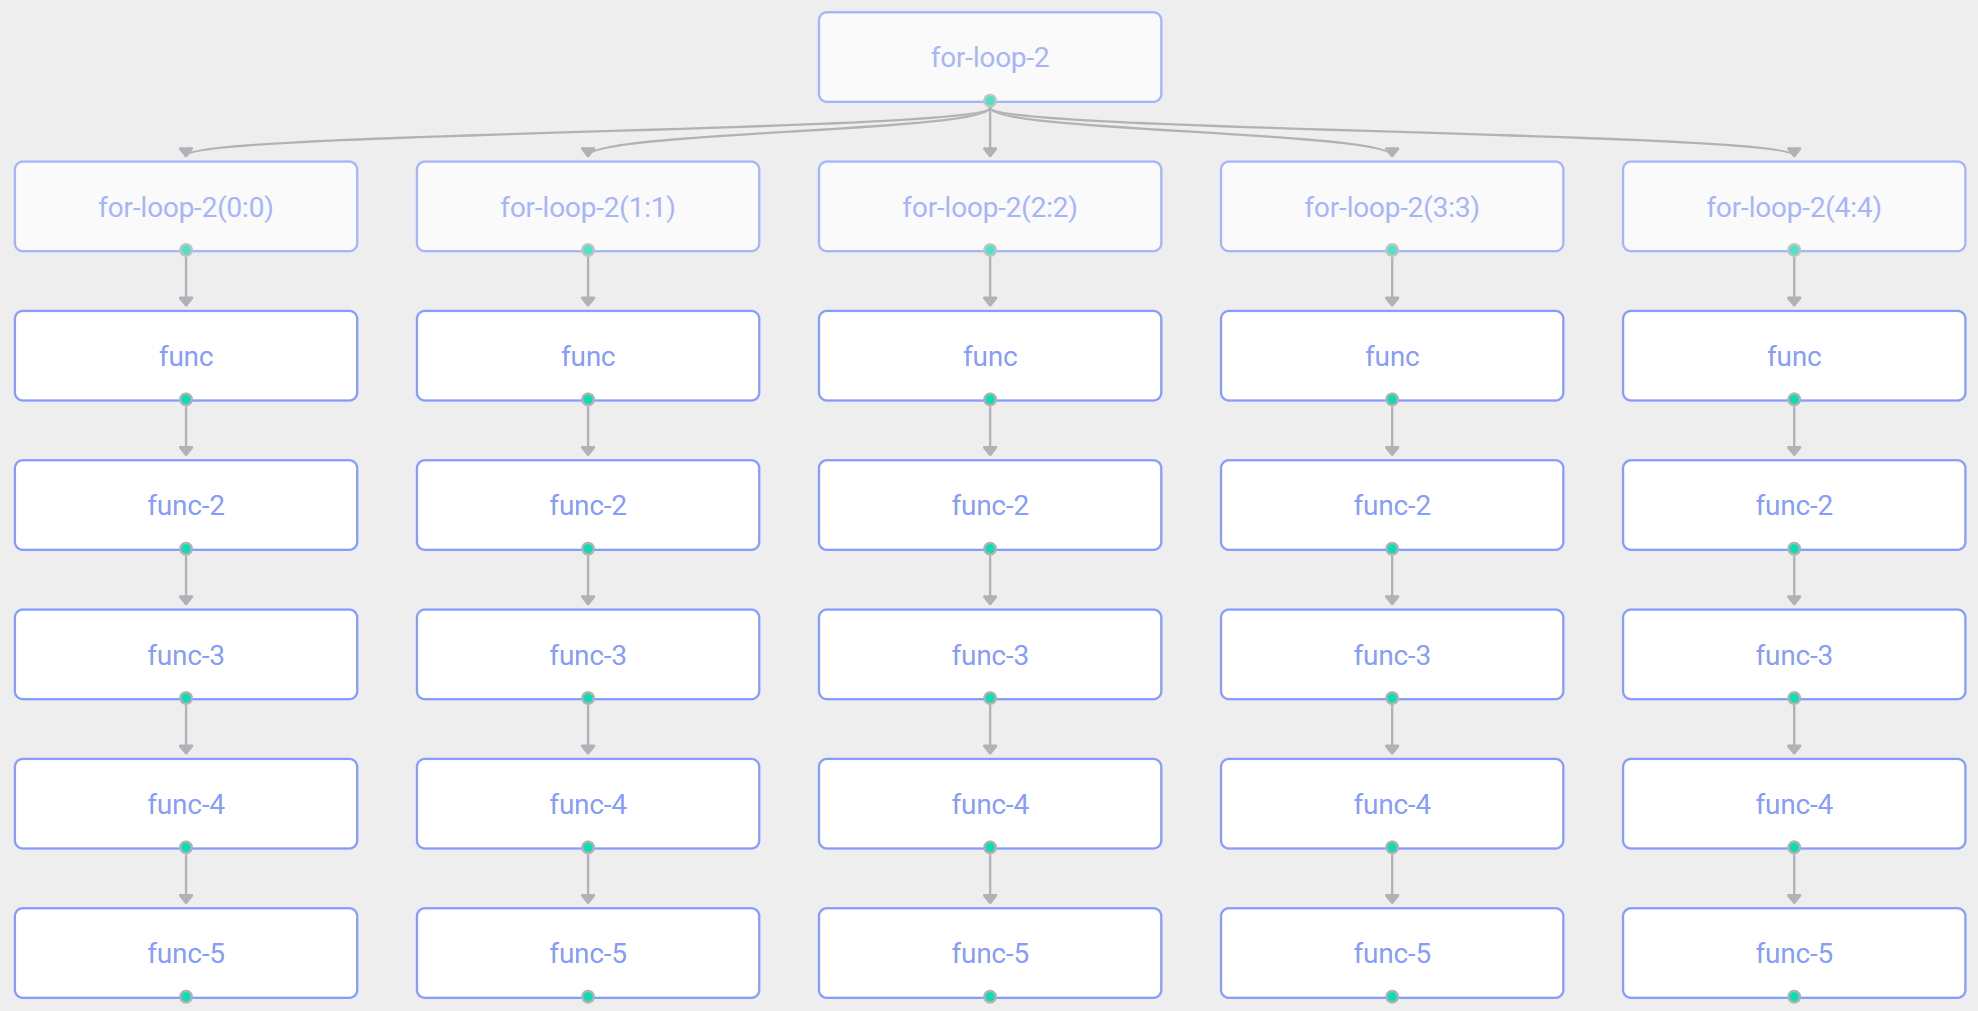 for-loop-2
for-loop-2(0:0) for-loop-2(1:1) for-loop-2(2:2) for-loop-2(3:3) for-loop-2(4:4)
func func func func func
func-2 func-2 func-2 func-2 func-2
func-3 func-3 func-3 func-3 func-3
func-4 func-4 func-4 func-4 func-4
func-5 func-5 func-5 func-5 func-5